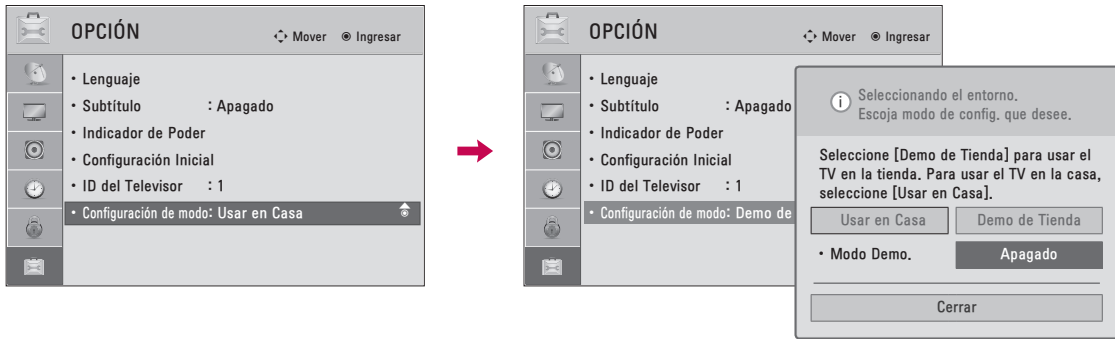 OPCIÓN
Mover
Ingresar
• Lenguaje
• Subtítulo : Apagado
• Indicador de Poder
• Configuración Inicial
• ID del Televisor : 1
• Configuración de modo: Usar en Casa
OPCIÓN
Mover
Ingresar
• Lenguaje
• Subtítulo : Apagado
• Indicador de Poder
• Configuración Inicial
• ID del Televisor : 1
• Configuración de modo: Demo de
i
Seleccionando el entorno.
Escoja modo de config. que desee.
Seleccione [Demo de Tienda] para usar el
TV en la tienda. Para usar el TV en la casa,
seleccione [Usar en Casa].
Usar en Casa
Demo de Tienda
• Modo Demo.
Apagado
Cerrar